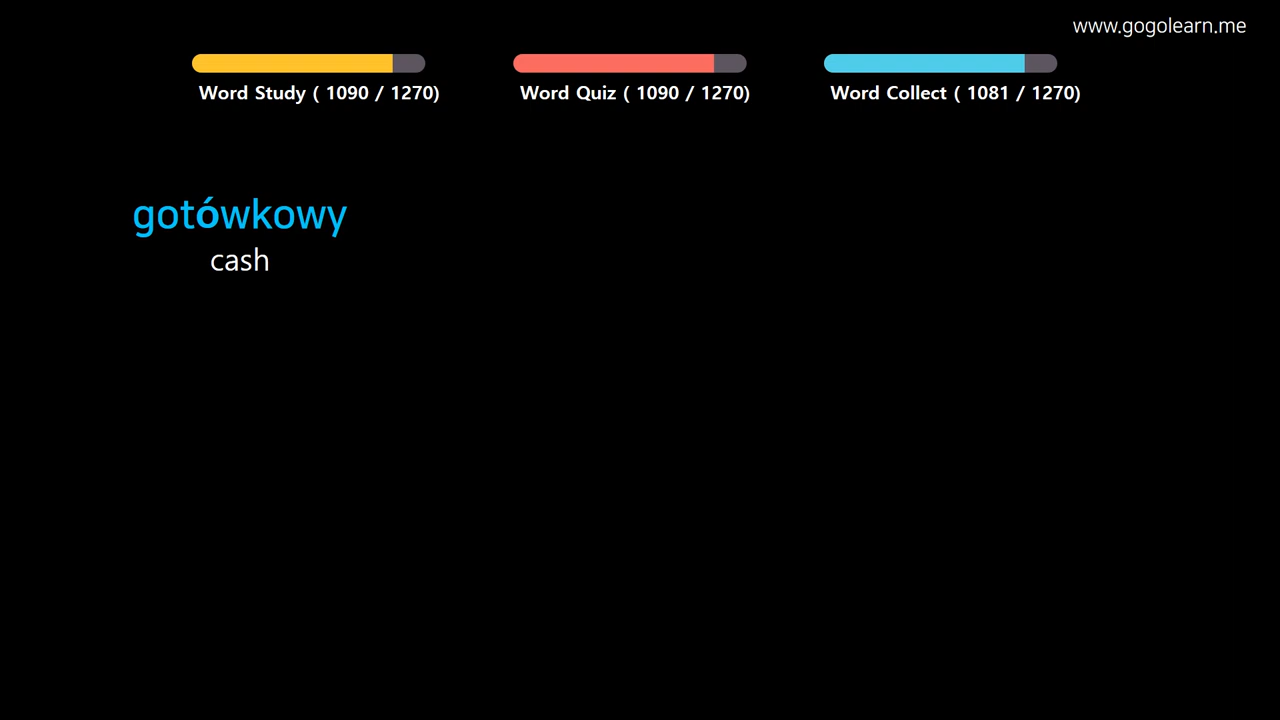 www.gogolearn.me
Word Study ( 1090 / 1270)
Word Quiz ( 1090 / 1270)
Word Collect ( 1081 / 1270)
gotówkowy
cash